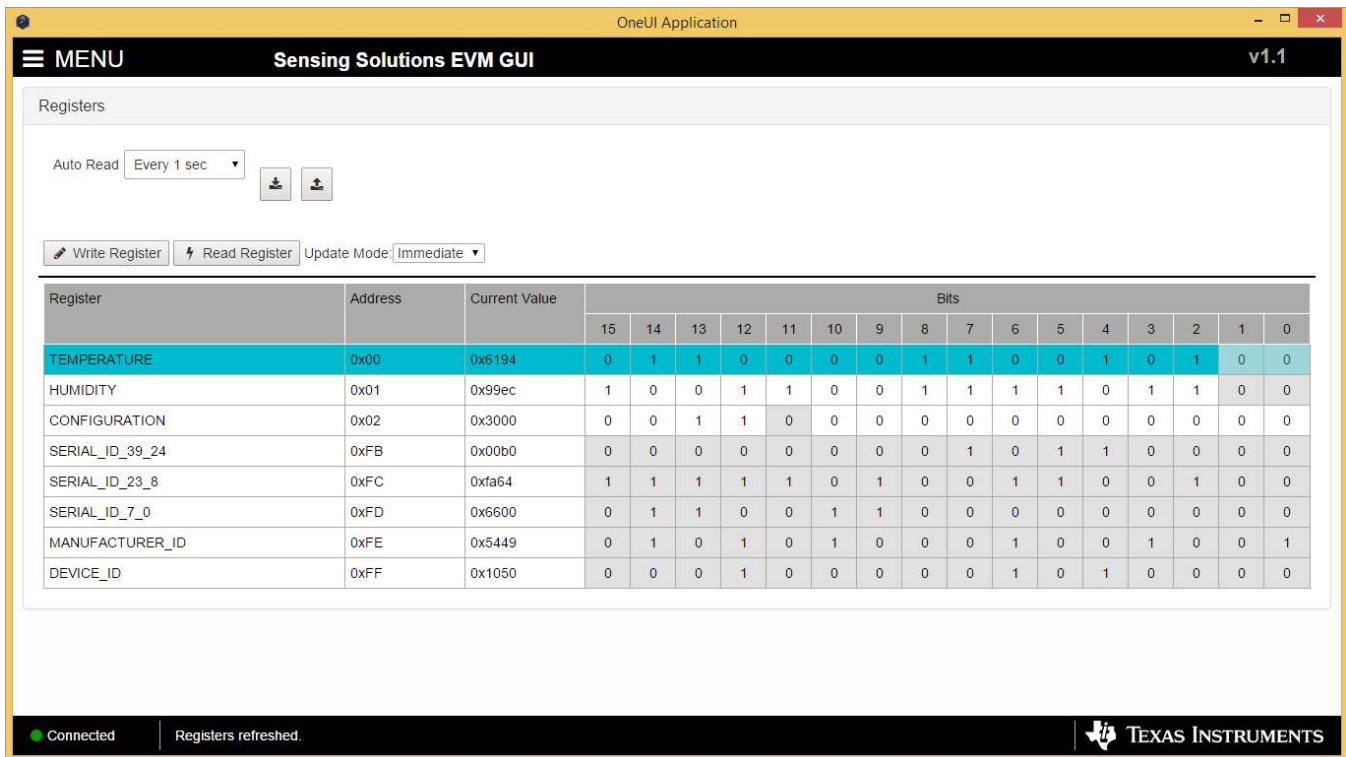 OneUI Application
MENU Sensing Solutions EVM GUI v1.1
Registers
Auto Read Every 1 sec
Write Register Read Register Update Mode: Immediate
Register Address Current Value Bits
15 14 13 12 11 10 9 8 7 6 5 4 3 2 1 0
TEMPERATURE 0x00 0x6194 0 1 1 0 0 0 0 1 1 0 0 1 0 1 0 0
HUMIDITY 0x01 0x99ec 1 0 0 1 1 0 0 1 1 1 1 0 1 1 0 0
CONFIGURATION 0x02 0x3000 0 0 1 1 0 0 0 0 0 0 0 0 0 0 0 0
SERIAL_ID_39_24 0xFB 0x00b0 0 0 0 0 0 0 0 0 1 0 1 1 0 0 0 0
SERIAL_ID_23_8 0xFC 0xfa64 1 1 1 1 1 0 1 0 0 1 1 0 0 1 0 0
SERIAL_ID_7_0 0xFD 0x6600 0 1 1 0 0 1 1 0 0 0 0 0 0 0 0 0
MANUFACTURER_ID 0xFE 0x5449 0 1 0 1 0 1 0 0 0 1 0 0 1 0 0 1
DEVICE_ID 0xFF 0x1050 0 0 0 1 0 0 0 0 0 1 0 1 0 0 0 0
Connected Registers refreshed. TEXAS INSTRUMENTS